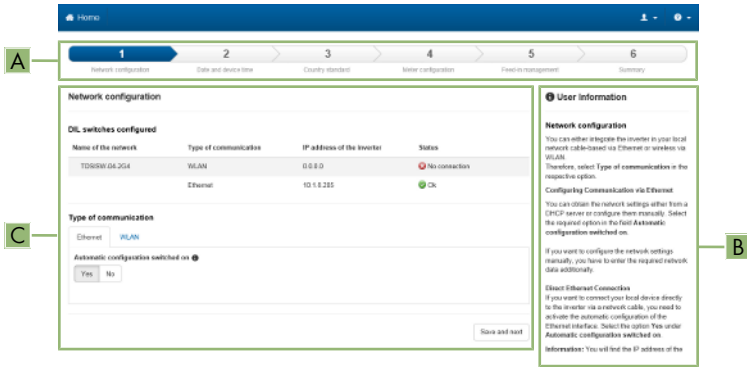 Home
A
1 2 3 4 5 6
Network configuration Date and device time Country standard Meter configuration Feed-in management Summary
C
Network configuration
DIL switches configured
Name of the network Type of communication IP address of the inverter Status
TDSISW-04.2G4 WLAN 0.0.0.0 No connection
Ethernet 10.1.8.285 Ok
Type of communication
Ethernet WLAN
Automatic configuration switched on
Yes No
Save and next
B
User Information
Network configuration
You can either integrate the inverter in your local
network cable-based via Ethernet or wireless via
WLAN.
Therefore, select Type of communication in the
respective option.
Configuring Communication via Ethernet
You can obtain the network settings either from a
DHCP server or configure them manually. Select
the required option in the field Automatic
configuration switched on.
If you want to configure the network settings
manually, you have to enter the required network
data additionally.
Direct Ethernet Connection
If you want to connect your local device directly
to the inverter via a network cable, you need to
activate the automatic configuration of the
Ethernet interface. Select the option Yes under
Automatic configuration switched on.
Information: You will find the IP address of the